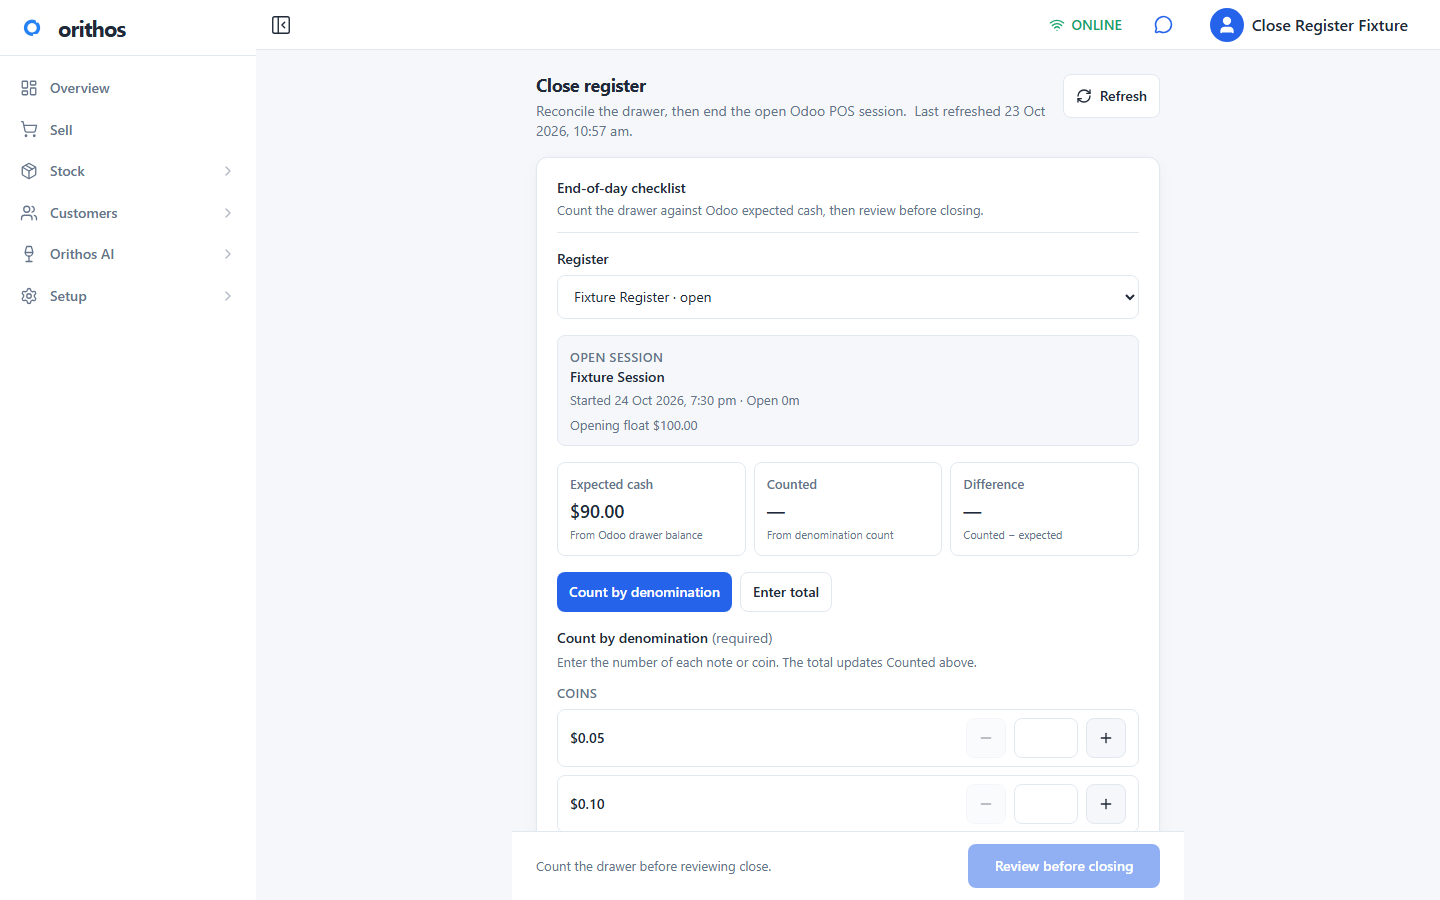 orithos
ONLINE
Close Register Fixture
Overview
Sell
Stock
Customers
Orithos AI
Setup
Close register
Reconcile the drawer, then end the open Odoo POS session. Last refreshed 23 Oct
2026, 10:57 am.
Refresh
End-of-day checklist
Count the drawer against Odoo expected cash, then review before closing.
Register
Fixture Register · open
OPEN SESSION
Fixture Session
Started 24 Oct 2026, 7:30 pm · Open 0m
Opening float $100.00
Expected cash
$90.00
From Odoo drawer balance
Counted
—
From denomination count
Difference
—
Counted − expected
Count by denomination
Enter total
Count by denomination (required)
Enter the number of each note or coin. The total updates Counted above.
COINS
$0.05
−
+
$0.10
−
+
Count the drawer before reviewing close.
Review before closing